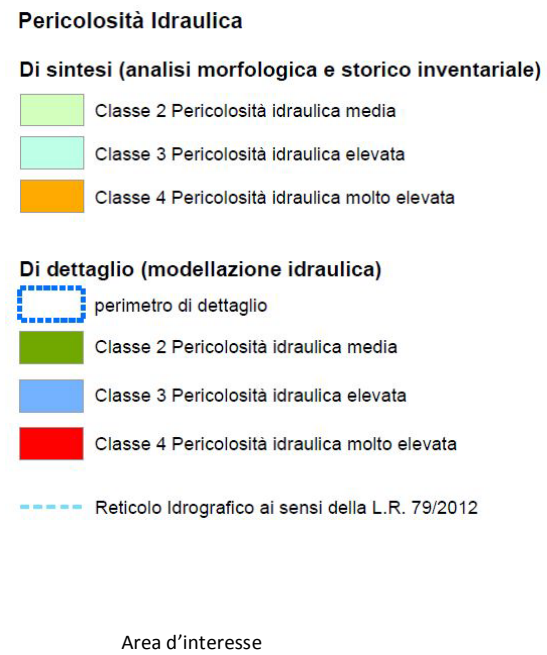 Pericolosità Idraulica
Di sintesi (analisi morfologica e storico inventariale)
Classe 2 Pericolosità idraulica media
Classe 3 Pericolosità idraulica elevata
Classe 4 Pericolosità idraulica molto elevata
Di dettaglio (modellazione idraulica)
perimetro di dettaglio
Classe 2 Pericolosità idraulica media
Classe 3 Pericolosità idraulica elevata
Classe 4 Pericolosità idraulica molto elevata
Reticolo Idrografico ai sensi della L.R. 79/2012
Area d’interesse